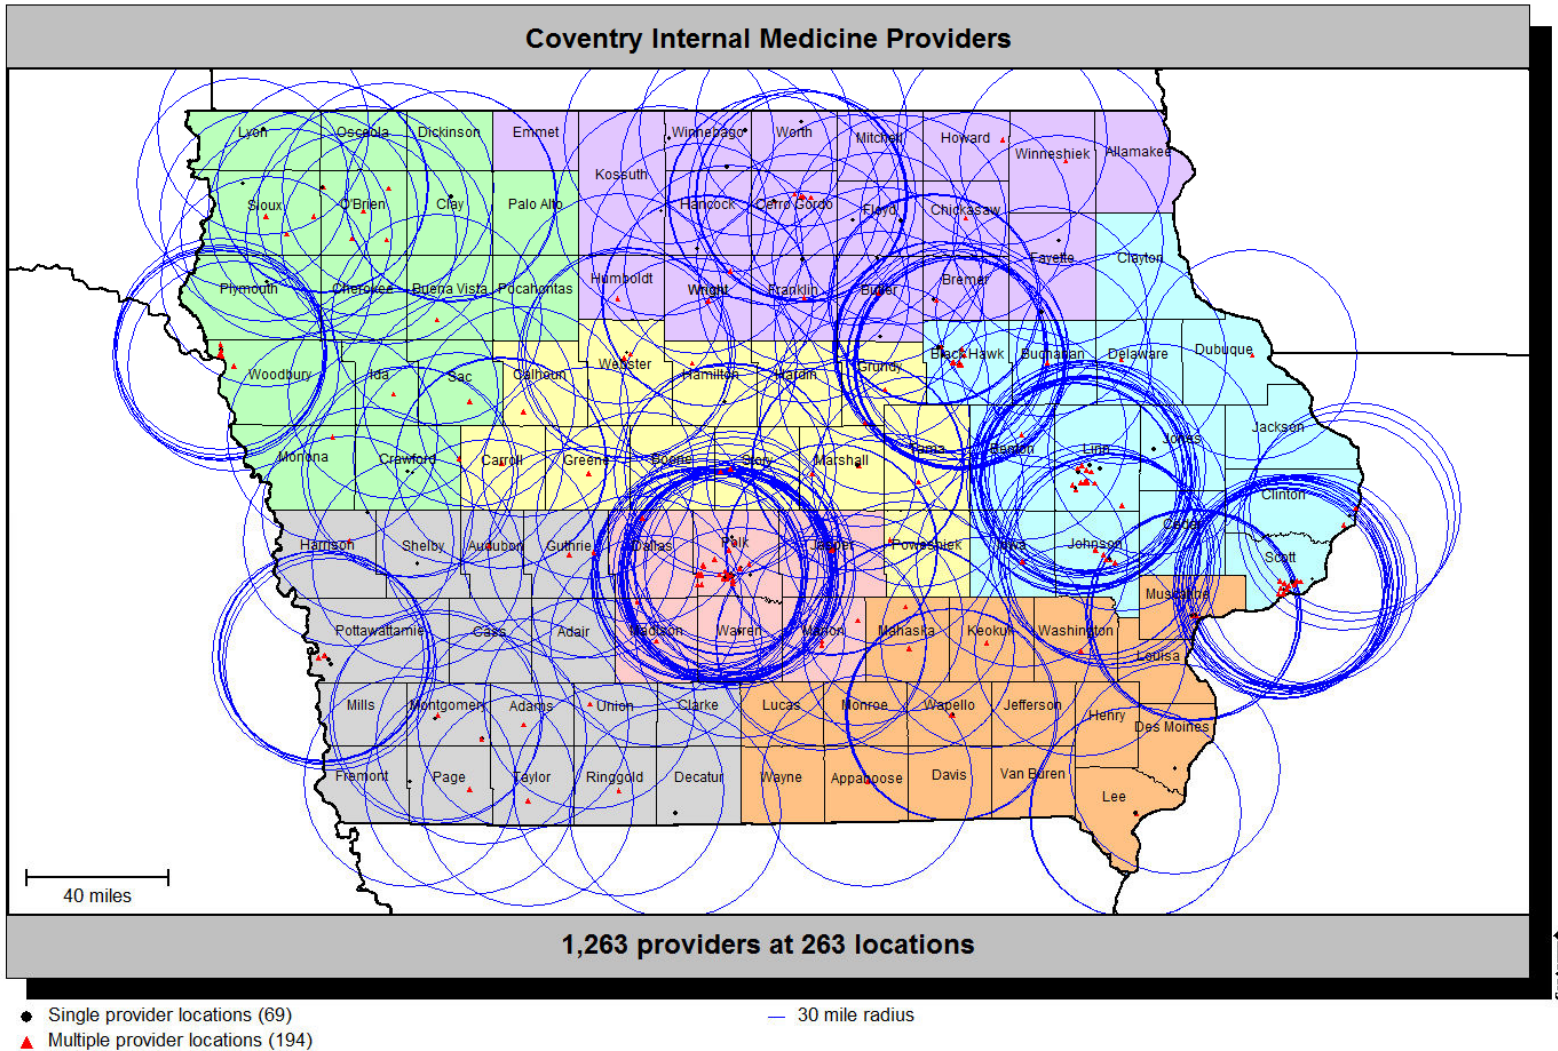 Coventry Internal Medicine Providers
Lyon Osceola Dickinson Emmet Winnebago Worth Mitchell Howard Winneshiek Allamakee
Kossuth
Sioux O'Brien Clay Palo Alto Hancock Cerro Gordo Floyd Chickasaw
Fayette Clayton
Plymouth Cherokee Buena Vista Pocahontas Humboldt Wright Franklin Butler Bremer
Woodbury Ida Sac Calhoun Webster Hamilton Hardin Grundy Black Hawk Buchanan Delaware Dubuque
Monona Crawford Carroll Greene Boone Story Marshall Tama Benton Linn Jones Jackson
Clinton
Harrison Shelby Audubon Guthrie Dallas Polk Jasper Poweshiek Iowa Johnson Cedar
Scott
Muscatine
Pottawattamie Cass Adair Madison Warren Marion Mahaska Keokuk Washington
Louisa
Mills Montgomery Adams Union Clarke Lucas Monroe Wapello Jefferson Henry
Des Moines
Fremont Page Taylor Ringgold Decatur Wayne Appanoose Davis Van Buren
Lee
40 miles
1,263 providers at 263 locations
Single provider locations (69)
30 mile radius
Multiple provider locations (194)